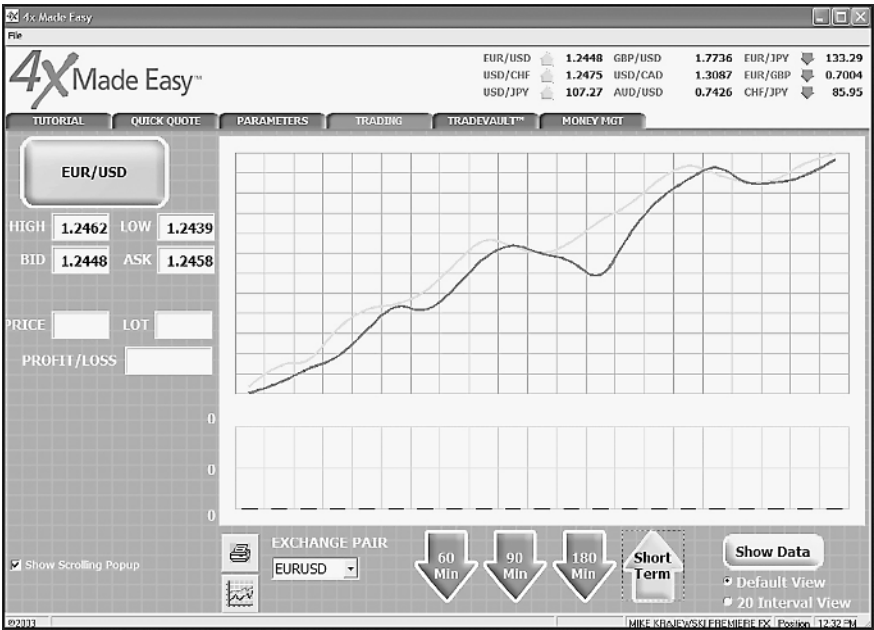 4x Made Easy
File
4x Made Easy™
EUR/USD 1.2448 GBP/USD 1.7736 EUR/JPY 133.29
USD/CHF 1.2475 USD/CAD 1.3087 EUR/GBP 0.7004
USD/JPY 107.27 AUD/USD 0.7426 CHF/JPY 85.95
TUTORIAL QUICK QUOTE PARAMETERS TRADING TRADEVAULT™ MONEY MGT
EUR/USD
HIGH 1.2462 LOW 1.2439
BID 1.2448 ASK 1.2458
PRICE LOT
PROFIT/LOSS
0
0
0
Show Scrolling Popup
EXCHANGE PAIR
EURUSD
60 Min
90 Min
180 Min
Short Term
Show Data
Default View
20 Interval View
©2003 MIKE KRAJEWSKI PREMIERE FX Position 12:32 PM